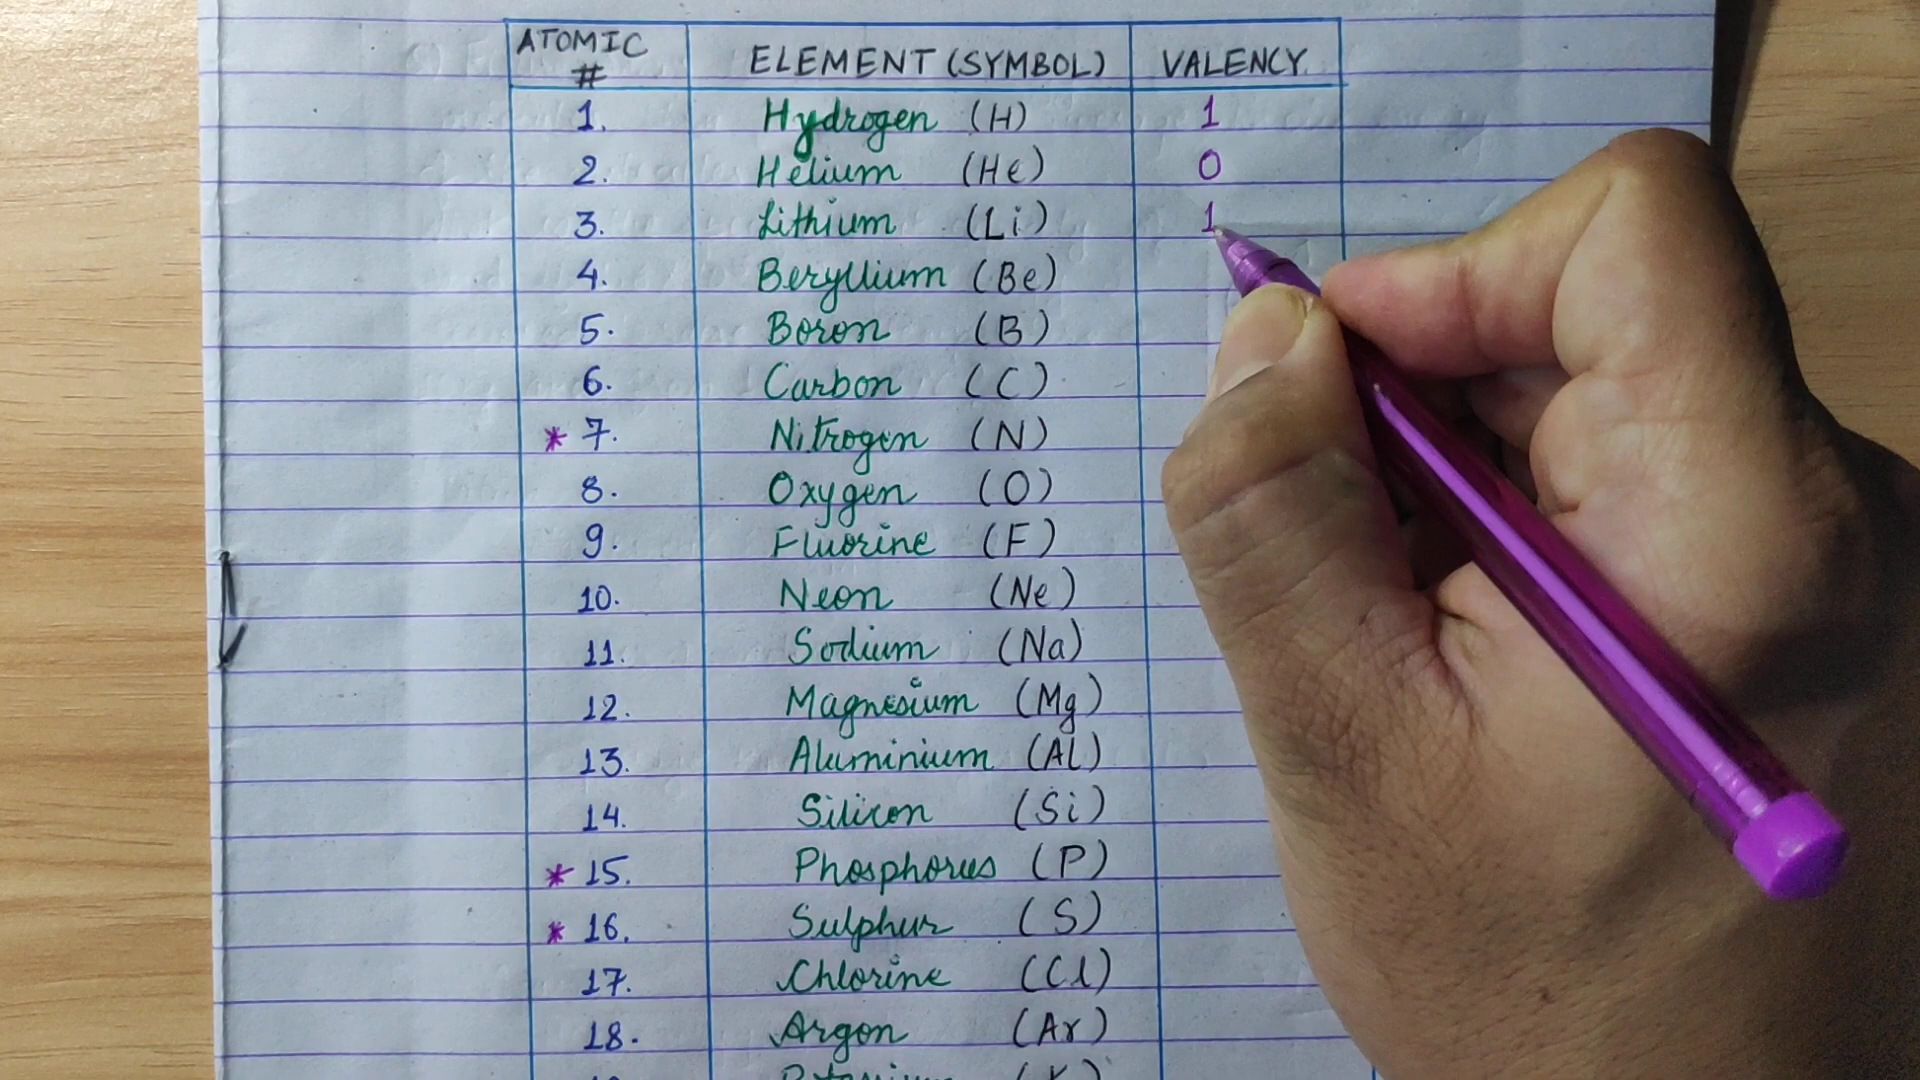 ATOMIC # ELEMENT (SYMBOL) VALENCY
1. Hydrogen (H) 1
2. Helium (He) 0
3. Lithium (Li) 1
4. Beryllium (Be)
5. Boron (B)
6. Carbon (C)
* 7. Nitrogen (N)
8. Oxygen (O)
9. Fluorine (F)
10. Neon (Ne)
11. Sodium (Na)
12. Magnesium (Mg)
13. Aluminium (Al)
14. Silicon (Si)
* 15. Phosphorus (P)
* 16. Sulphur (S)
17. Chlorine (Cl)
18. Argon (Ar)